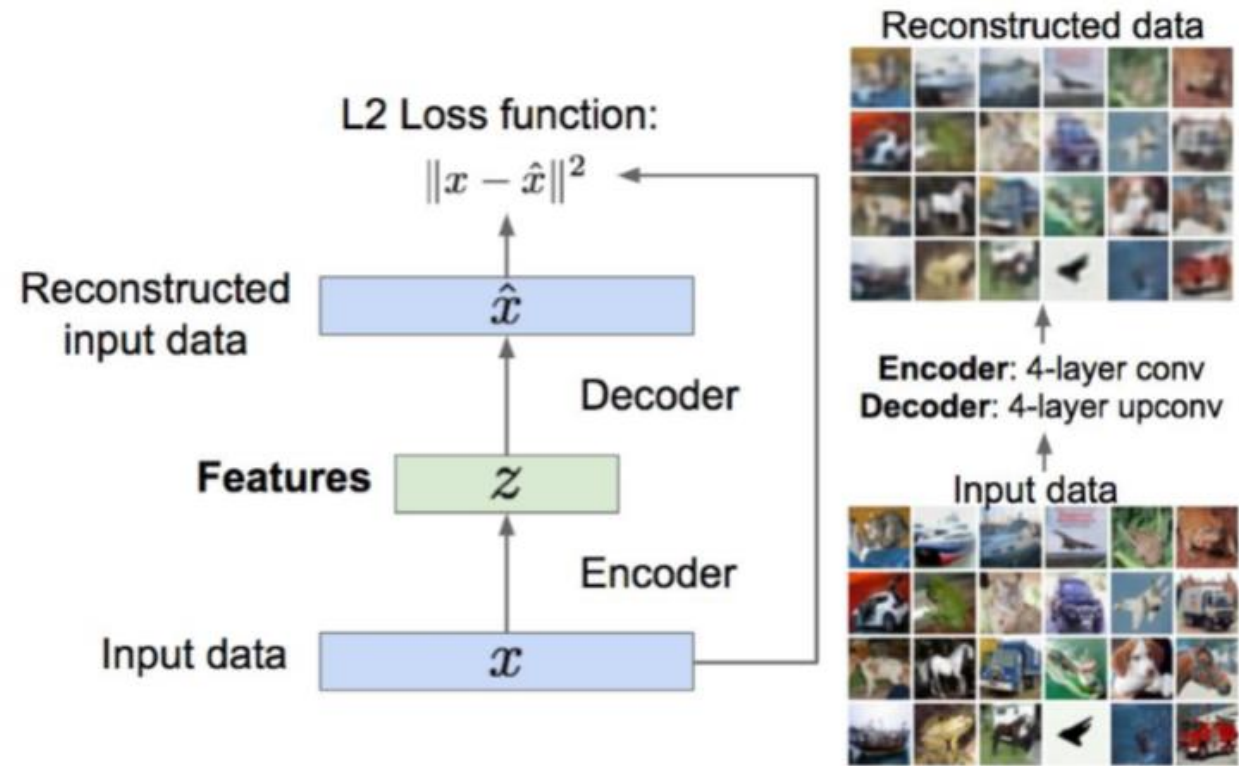 Reconstructed data
L2 Loss function:
‖x − x̂‖²
Reconstructed
input data
x̂
Encoder: 4-layer conv
Decoder: 4-layer upconv
Decoder
Features
z
Input data
Encoder
Input data
x